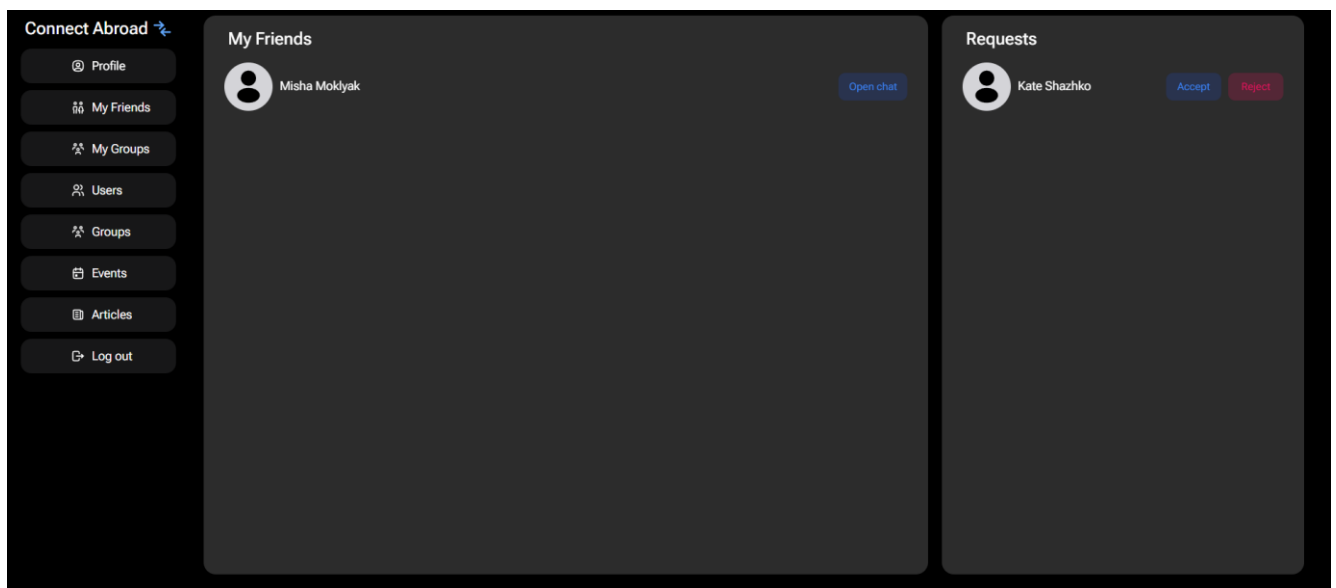 Connect Abroad
Profile
My Friends
My Groups
Users
Groups
Events
Articles
Log out
My Friends
Misha Moklyak
Open chat
Requests
Kate Shazhko
Accept
Reject